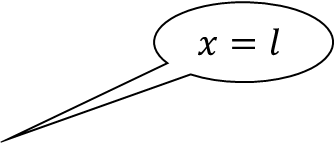 x = l